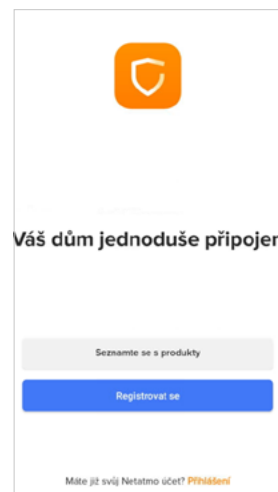 Váš dům jednoduše připojen
Seznamte se s produkty
Registrovat se
Máte již svůj Netatmo účet? Přihlášení